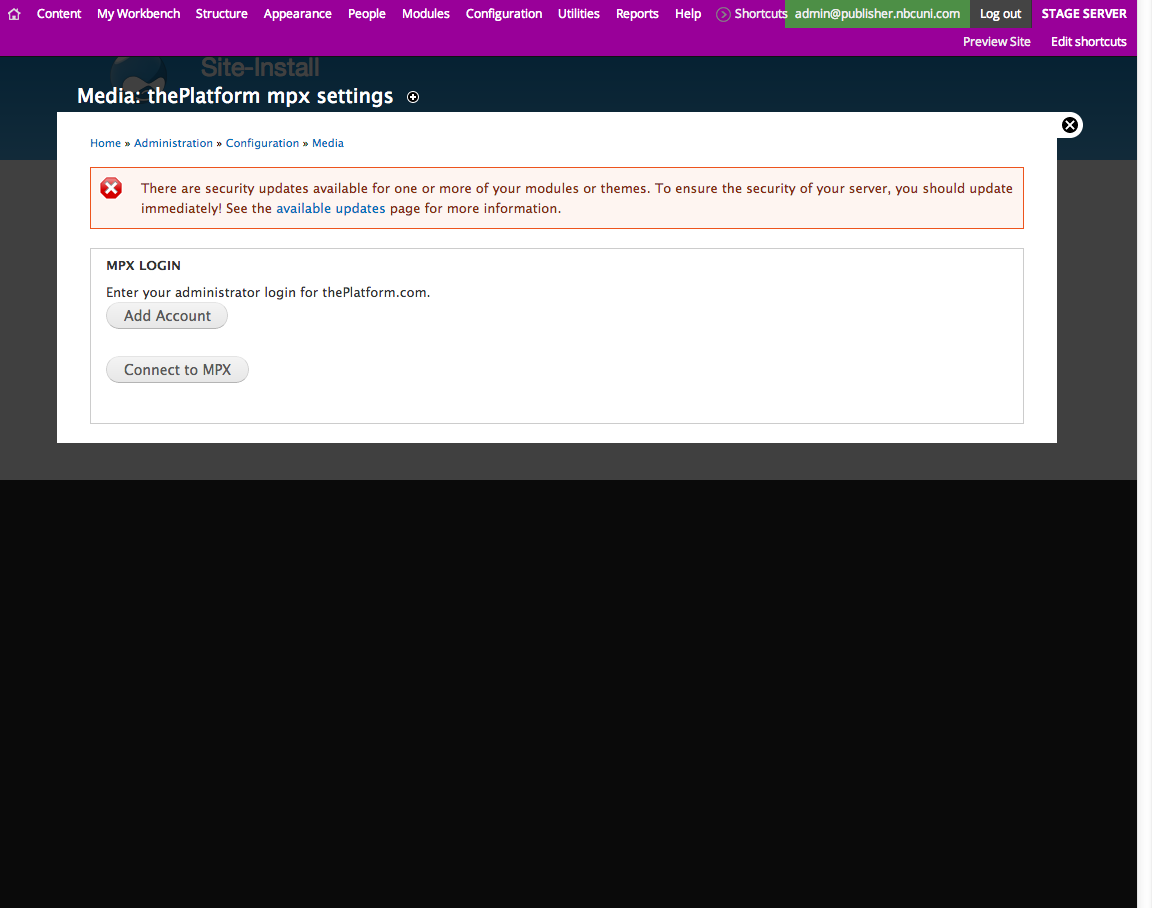 Content My Workbench Structure Appearance People Modules Configuration Utilities Reports Help Shortcuts admin@publisher.nbcuni.com Log out STAGE SERVER
Preview Site Edit shortcuts
Site-Install
Media: thePlatform mpx settings
Home » Administration » Configuration » Media
There are security updates available for one or more of your modules or themes. To ensure the security of your server, you should update
immediately! See the available updates page for more information.
MPX LOGIN
Enter your administrator login for thePlatform.com.
Add Account
Connect to MPX